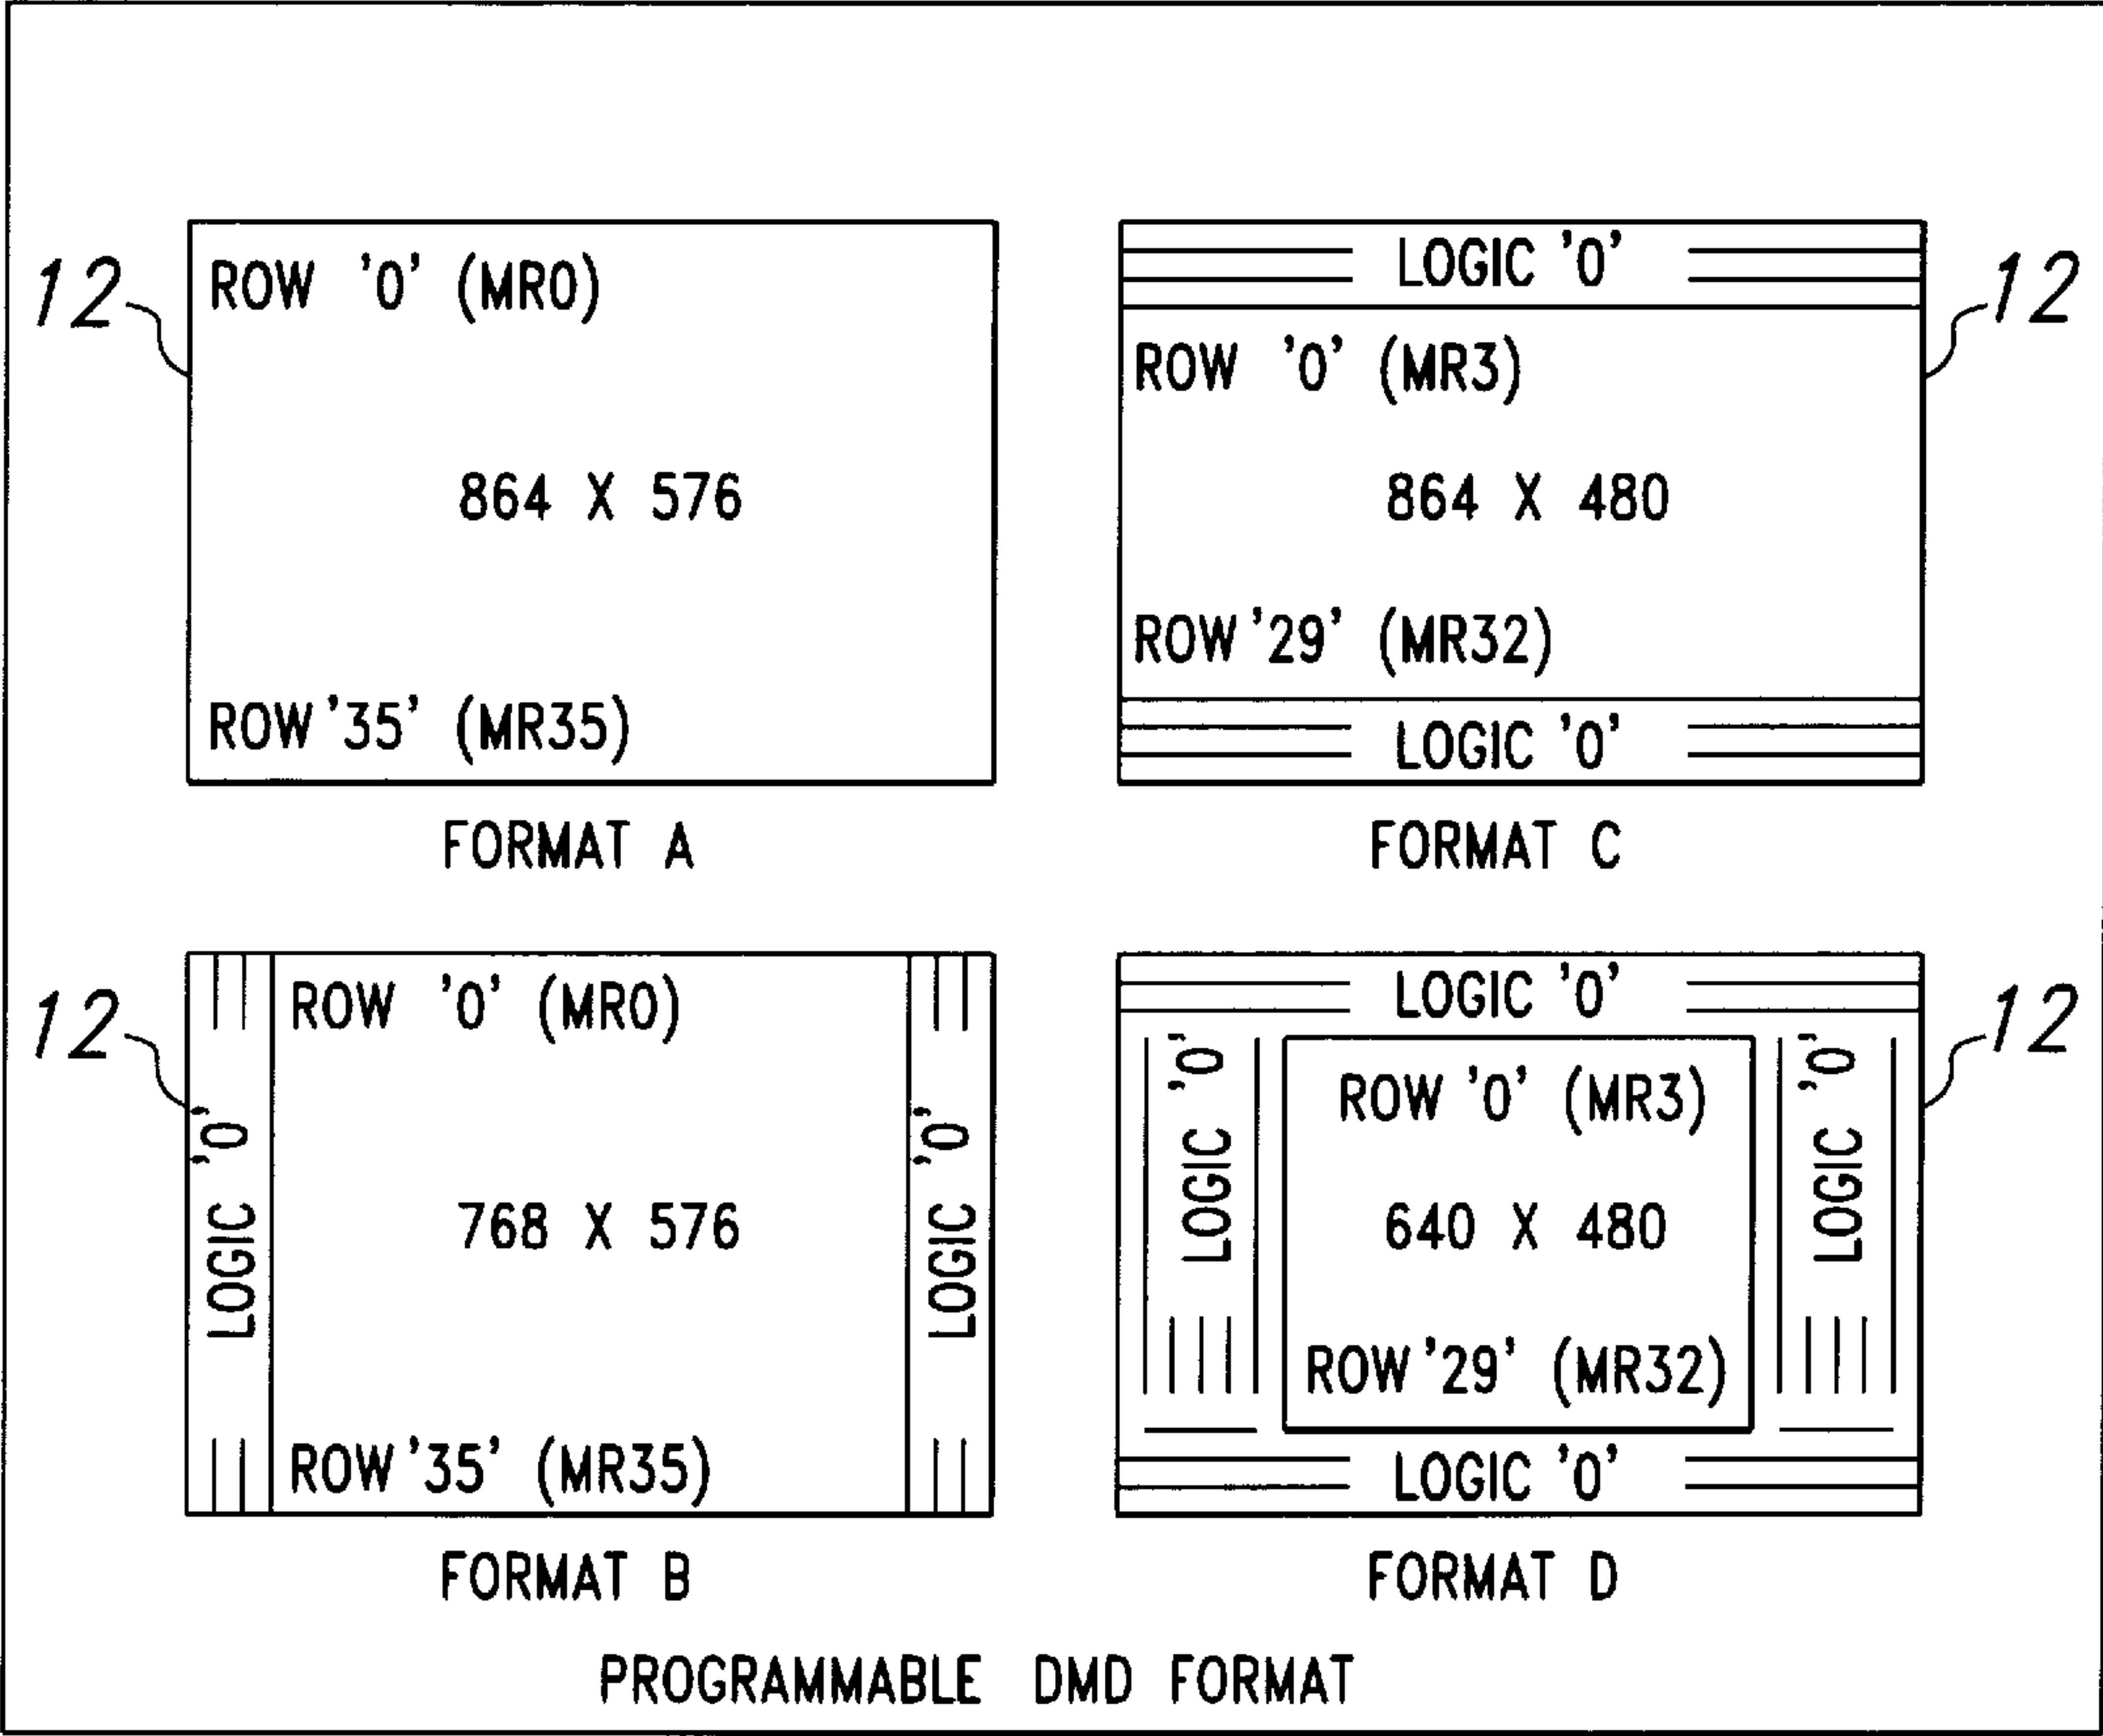 12
ROW '0' (MR0)
864 X 576
ROW '35' (MR35)
FORMAT A
LOGIC '0'
12
ROW '0' (MR3)
864 X 480
ROW '29' (MR32)
LOGIC '0'
FORMAT C
12
LOGIC '0'
ROW '0' (MR0)
768 X 576
ROW '35' (MR35)
LOGIC '0'
FORMAT B
LOGIC '0'
12
LOGIC '0'
ROW '0' (MR3)
640 X 480
ROW '29' (MR32)
LOGIC '0'
LOGIC '0'
FORMAT D
PROGRAMMABLE DMD FORMAT